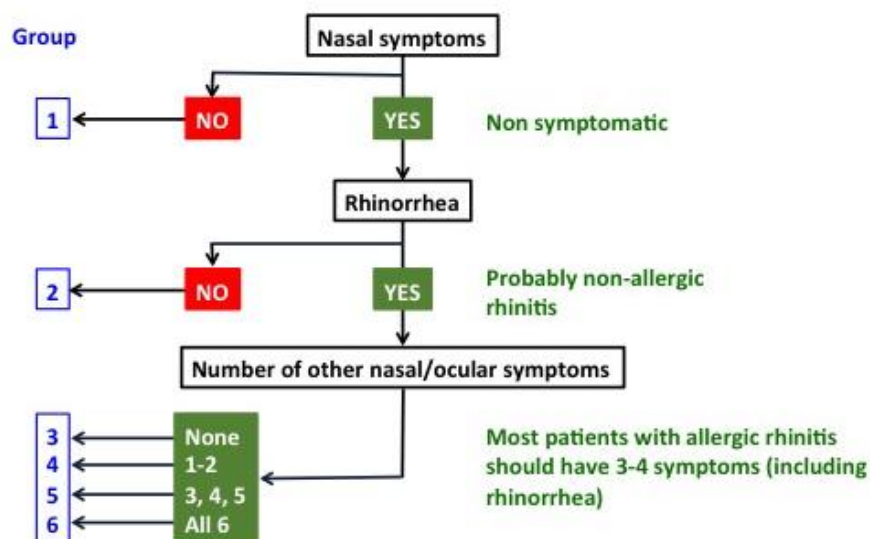 Group
Nasal symptoms
1
NO
YES
Non symptomatic
Rhinorrhea
2
NO
YES
Probably non-allergic
rhinitis
Number of other nasal/ocular symptoms
3
None
4
1-2
5
3, 4, 5
6
All 6
Most patients with allergic rhinitis
should have 3-4 symptoms (including
rhinorrhea)